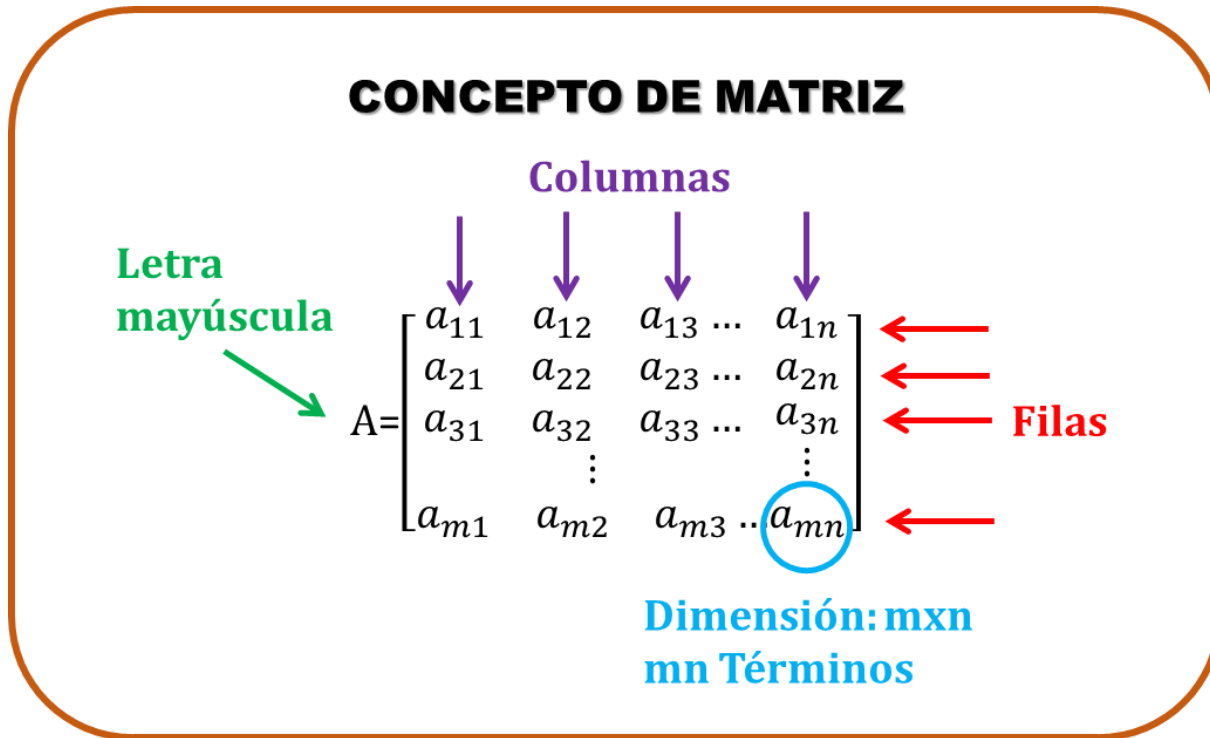 CONCEPTO DE MATRIZ
Columnas
Letra
mayúscula
a₁₁ a₁₂ a₁₃ ... a₁ₙ
a₂₁ a₂₂ a₂₃ ... a₂ₙ
A= a₃₁ a₃₂ a₃₃ ... a₃ₙ
⋮ ⋮
aₘ₁ aₘ₂ aₘ₃ ... aₘₙ
Filas
Dimensión: mxn
mn Términos